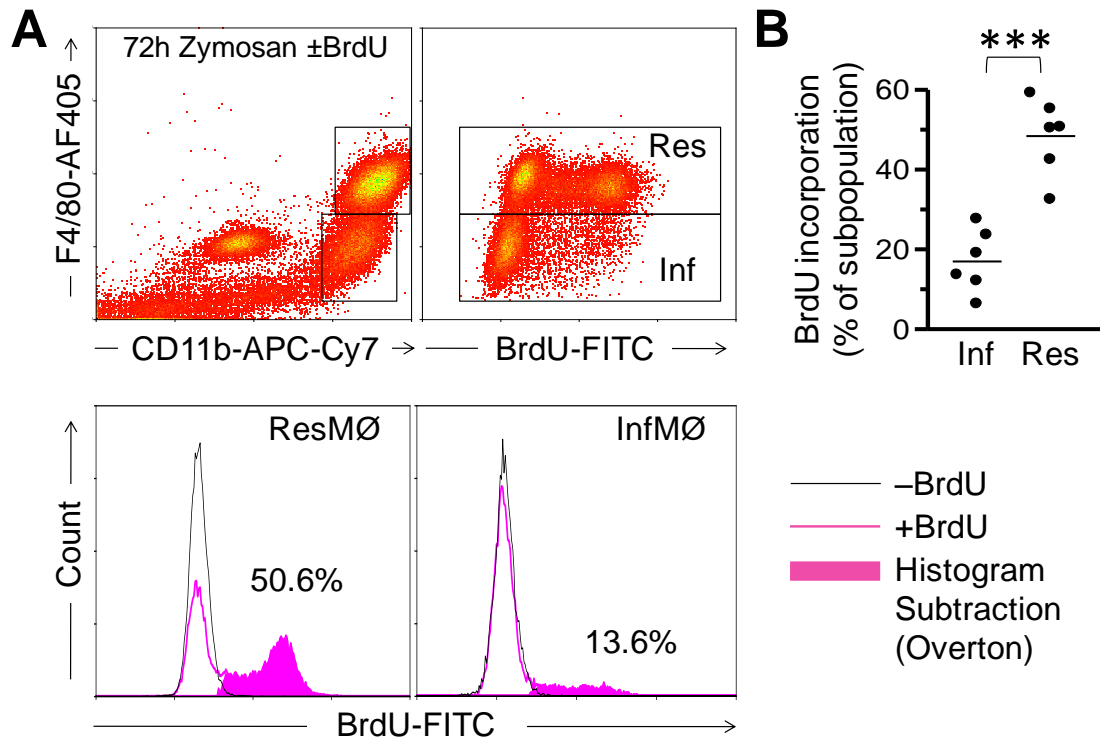 A
72h Zymosan ±BrdU
F4/80-AF405
CD11b-APC-Cy7
Res
Inf
BrdU-FITC
B
***
BrdU incorporation
(% of subpopulation)
60
40
20
0
Inf
Res
ResMØ
50.6%
InfMØ
13.6%
Count
BrdU-FITC
–BrdU
+BrdU
Histogram
Subtraction
(Overton)